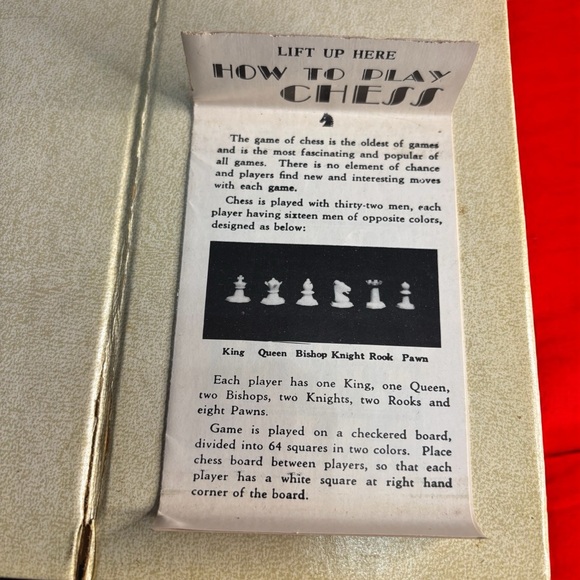 LIFT UP HERE
HOW TO PLAY
CHESS
The game of chess is the oldest of games
and is the most fascinating and popular of
all games. There is no element of chance
and players find new and interesting moves
with each game.
Chess is played with thirty-two men, each
player having sixteen men of opposite colors,
designed as below:
King Queen Bishop Knight Rook Pawn
Each player has one King, one Queen,
two Bishops, two Knights, two Rooks and
eight Pawns.
Game is played on a checkered board,
divided into 64 squares in two colors. Place
chess board between players, so that each
player has a white square at right hand
corner of the board.